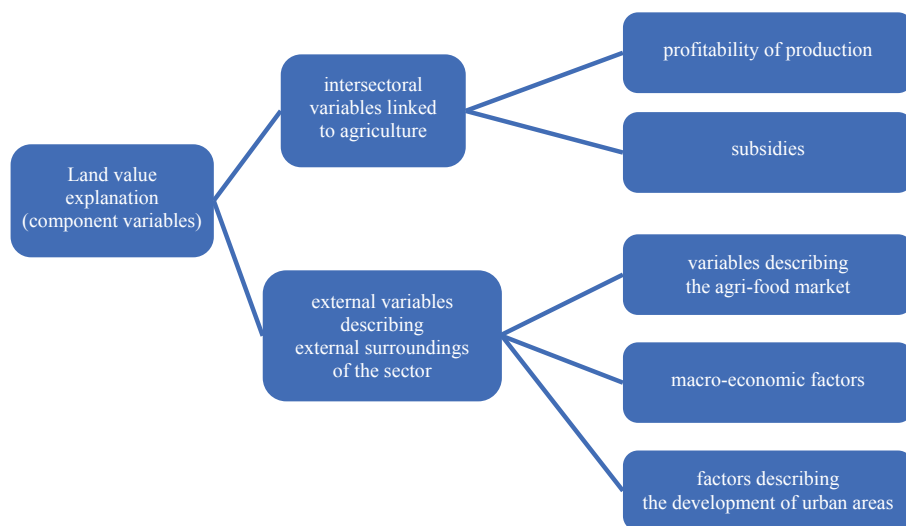 Land value
explanation
(component variables)
intersectoral
variables linked
to agriculture
profitability of production
subsidies
external variables
describing
external surroundings
of the sector
variables describing
the agri-food market
macro-economic factors
factors describing
the development of urban areas